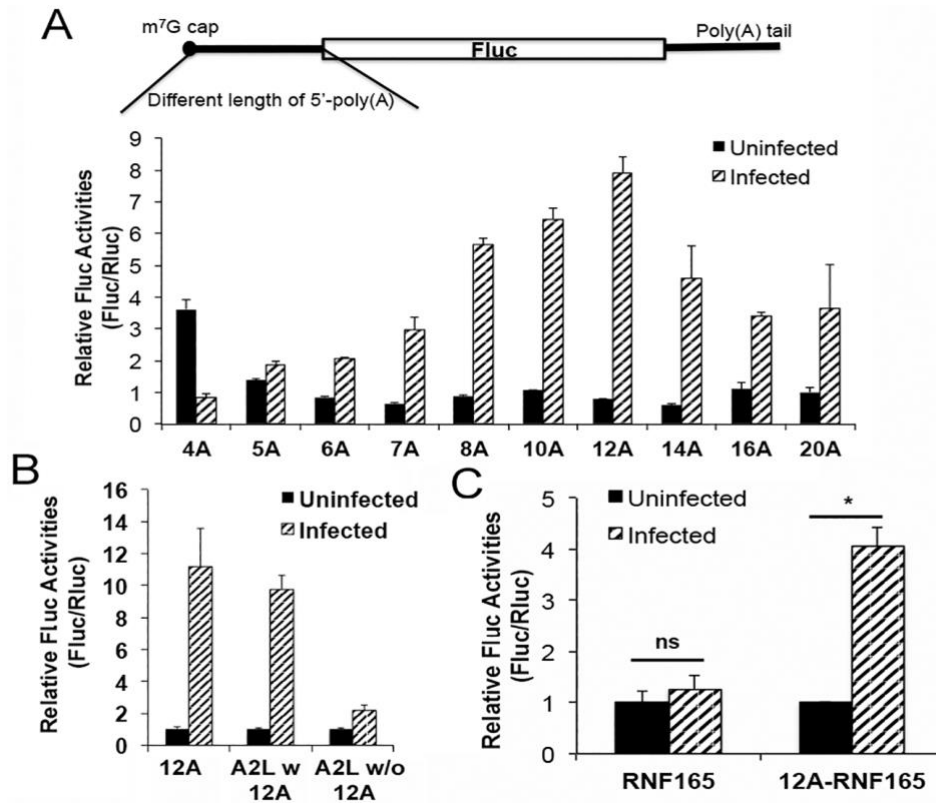 A
m⁷G cap
Poly(A) tail
Fluc
Different length of 5'-poly(A)
Relative Fluc Activities
(Fluc/Rluc)
9
8
7
6
5
4
3
2
1
0
Uninfected
Infected
4A 5A 6A 7A 8A 10A 12A 14A 16A 20A
B
Relative Fluc Activities
(Fluc/Rluc)
16
14
12
10
8
6
4
2
0
Uninfected
Infected
12A A2L w A2L w/o
12A 12A
C
Relative Fluc Activities
(Fluc/Rluc)
5
4
3
2
1
0
Uninfected
Infected
ns
*
RNF165 12A-RNF165